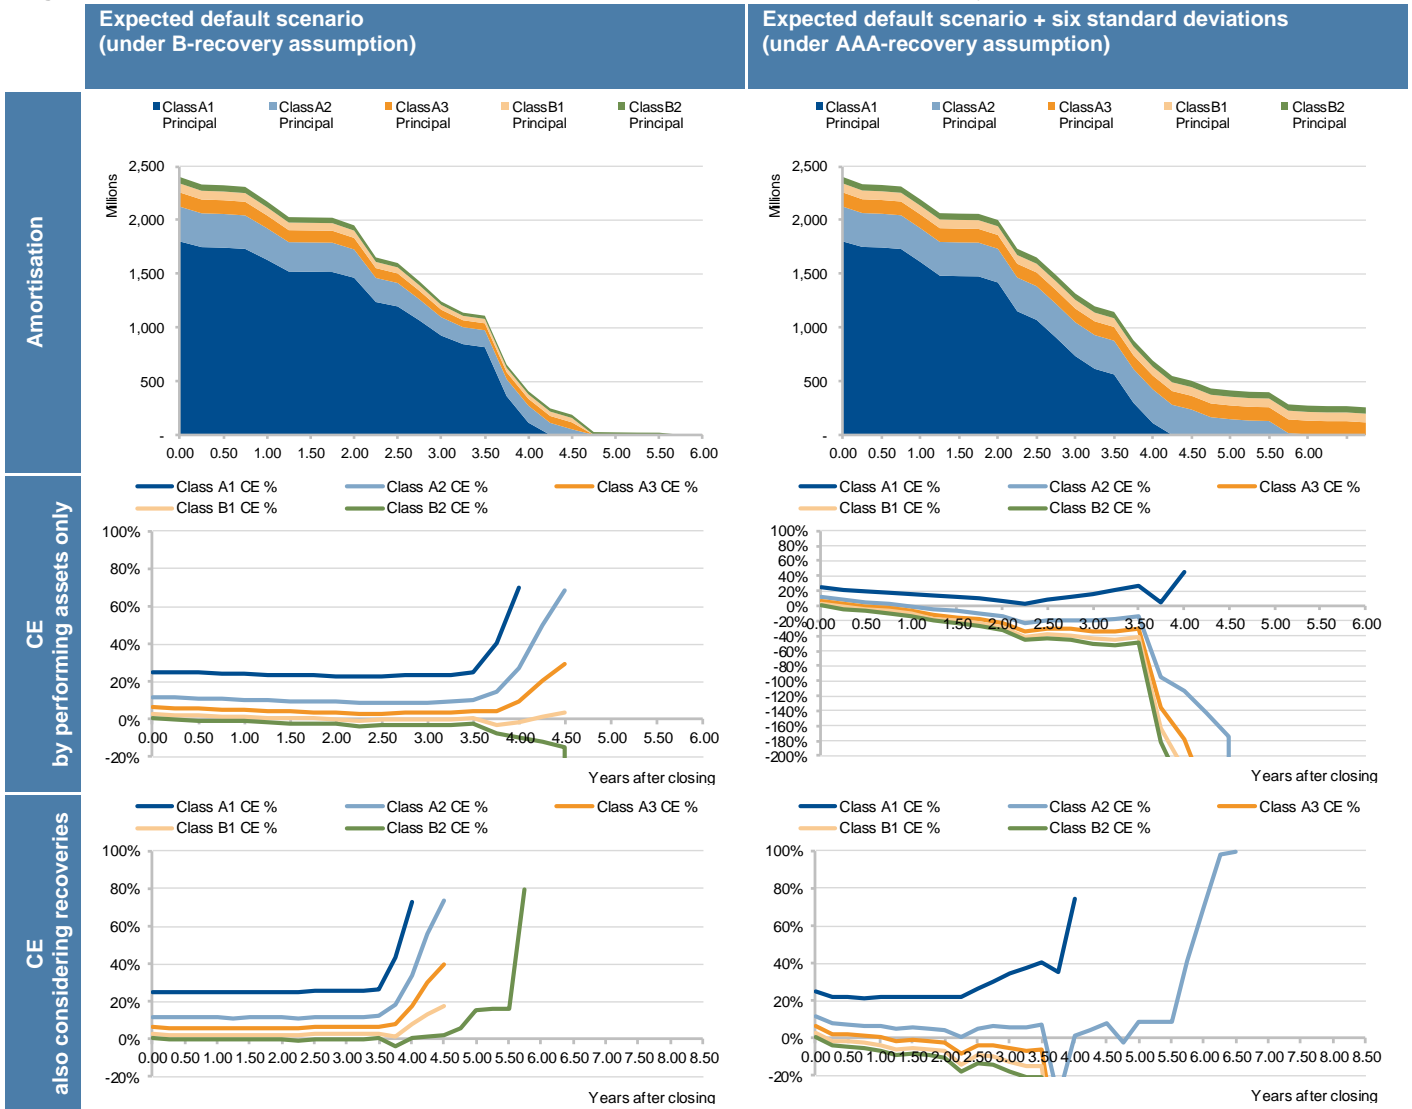 Expected default scenario
(under B-recovery assumption)
Expected default scenario + six standard deviations
(under AAA-recovery assumption)
Amortisation
ClassA1 Principal
ClassA2 Principal
ClassA3 Principal
ClassB1 Principal
ClassB2 Principal
Millions
2,500
2,000
1,500
1,000
500
-
0.00 0.50 1.00 1.50 2.00 2.50 3.00 3.50 4.00 4.50 5.00 5.50 6.00
ClassA1 Principal
ClassA2 Principal
ClassA3 Principal
ClassB1 Principal
ClassB2 Principal
Millions
2,500
2,000
1,500
1,000
500
-
0.00 0.50 1.00 1.50 2.00 2.50 3.00 3.50 4.00 4.50 5.00 5.50 6.00
CE
by performing assets only
Class A1 CE % Class A2 CE % Class A3 CE %
Class B1 CE % Class B2 CE %
100%
80%
60%
40%
20%
0%
-20%
0.00 0.50 1.00 1.50 2.00 2.50 3.00 3.50 4.00 4.50 5.00 5.50 6.00
Years after closing
Class A1 CE % Class A2 CE % Class A3 CE %
Class B1 CE % Class B2 CE %
100%
80%
60%
40%
20%
0%
-20%
-40%
-60%
-80%
-100%
-120%
-140%
-160%
-180%
-200%
0.00 0.50 1.00 1.50 2.00 2.50 3.00 3.50 4.00 4.50 5.00 5.50 6.00
Years after closing
CE
also considering recoveries
Class A1 CE % Class A2 CE % Class A3 CE %
Class B1 CE % Class B2 CE %
100%
80%
60%
40%
20%
0%
-20%
0.00 0.50 1.00 1.50 2.00 2.50 3.00 3.50 4.00 4.50 5.00 5.50 6.00 6.50 7.00 7.50 8.00 8.50
Years after closing
Class A1 CE % Class A2 CE % Class A3 CE %
Class B1 CE % Class B2 CE %
100%
80%
60%
40%
20%
0%
-20%
0.00 0.50 1.00 1.50 2.00 2.50 3.00 3.50 4.00 4.50 5.00 5.50 6.00 6.50 7.00 7.50 8.00 8.50
Years after closing